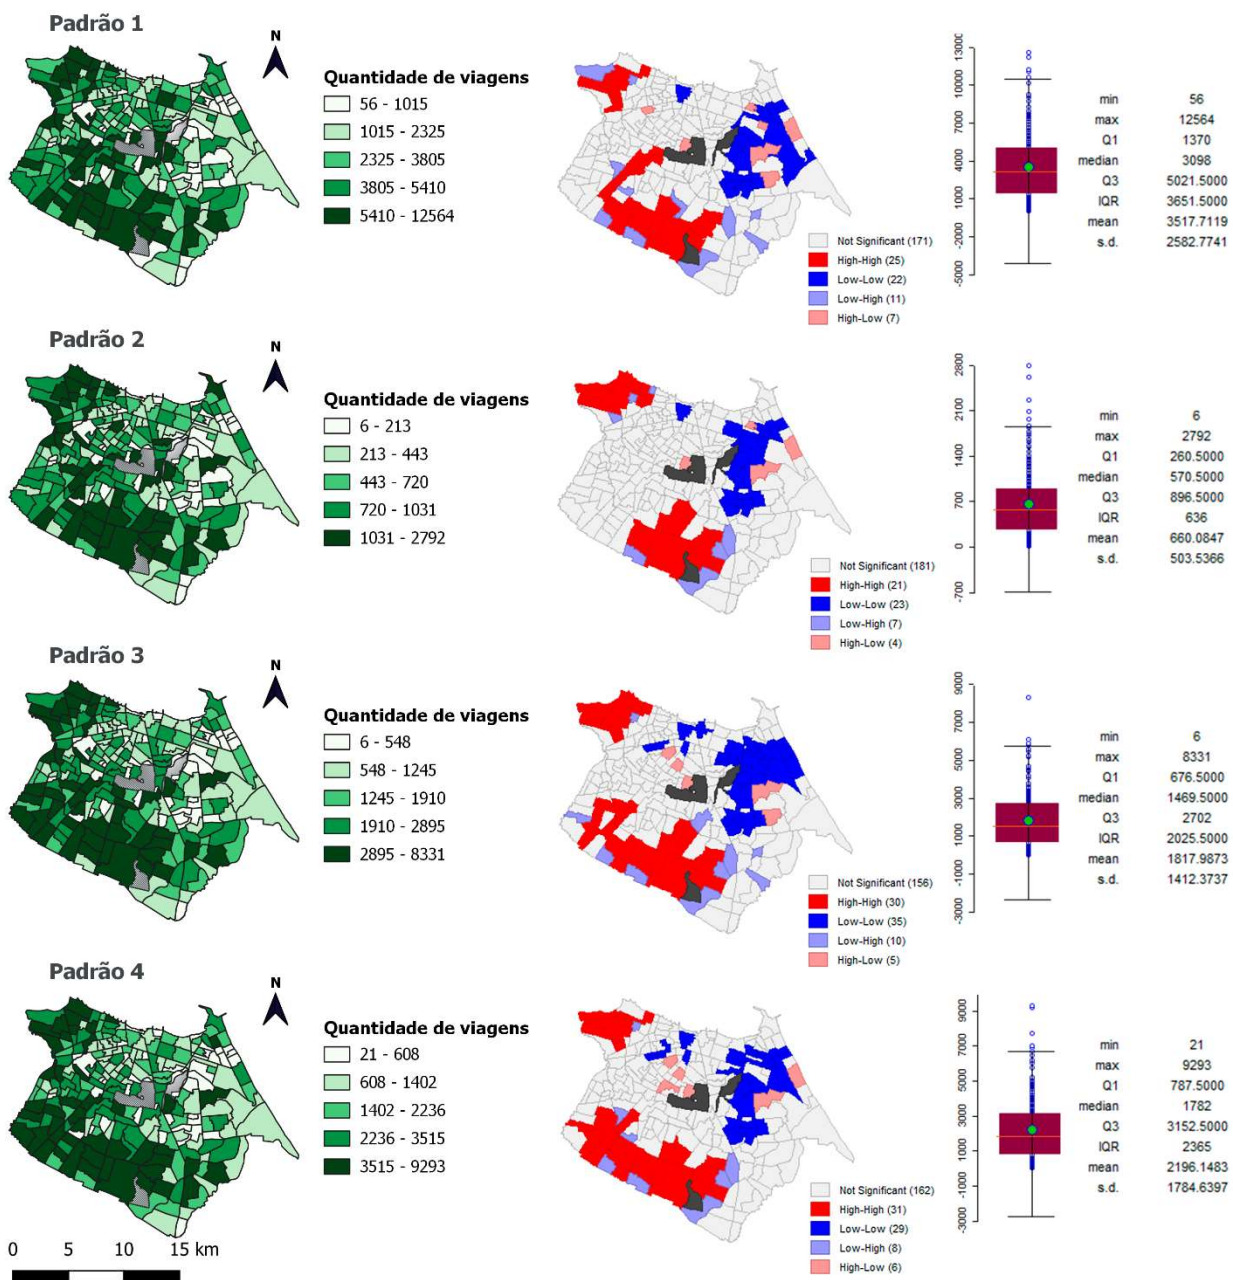 Padrão 1
N
Quantidade de viagens
56 - 1015
1015 - 2325
2325 - 3805
3805 - 5410
5410 - 12564
Not Significant (171)
High-High (25)
Low-Low (22)
Low-High (11)
High-Low (7)
13000
10000
7000
4000
1000
-2000
-5000
min 56
max 12564
Q1 1370
median 3098
Q3 5021.5000
IQR 3651.5000
mean 3517.7119
s.d. 2582.7741
Padrão 2
N
Quantidade de viagens
6 - 213
213 - 443
443 - 720
720 - 1031
1031 - 2792
Not Significant (181)
High-High (21)
Low-Low (23)
Low-High (7)
High-Low (4)
2800
2100
1400
700
0
-700
min 6
max 2792
Q1 260.5000
median 570.5000
Q3 896.5000
IQR 636
mean 660.0847
s.d. 503.5366
Padrão 3
N
Quantidade de viagens
6 - 548
548 - 1245
1245 - 1910
1910 - 2895
2895 - 8331
Not Significant (156)
High-High (30)
Low-Low (35)
Low-High (10)
High-Low (5)
9000
7000
5000
3000
1000
-1000
-3000
min 6
max 8331
Q1 676.5000
median 1469.5000
Q3 2702
IQR 2025.5000
mean 1817.9873
s.d. 1412.3737
Padrão 4
N
Quantidade de viagens
21 - 608
608 - 1402
1402 - 2236
2236 - 3515
3515 - 9293
Not Significant (162)
High-High (31)
Low-Low (29)
Low-High (8)
High-Low (6)
9000
7000
5000
3000
1000
-1000
-3000
min 21
max 9293
Q1 787.5000
median 1782
Q3 3152.5000
IQR 2365
mean 2196.1483
s.d. 1784.6397
0 5 10 15 km